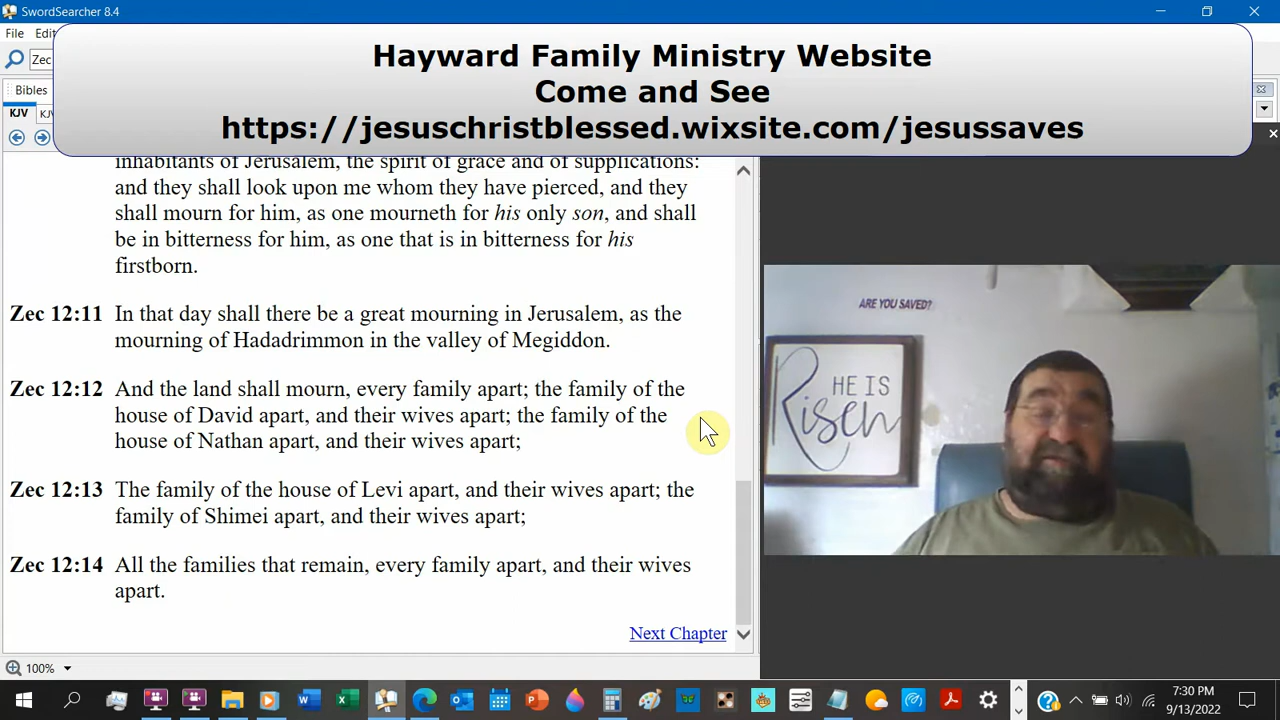 SwordSearcher 8.4
File Edi
Hayward Family Ministry Website
Come and See
https://jesuschristblessed.wixsite.com/jesussaves
Zec
Bibles
KJV KJV
inhabitants of Jerusalem, the spirit of grace and of supplications:
and they shall look upon me whom they have pierced, and they
shall mourn for him, as one mourneth for his only son, and shall
be in bitterness for him, as one that is in bitterness for his
firstborn.
Zec 12:11 In that day shall there be a great mourning in Jerusalem, as the
mourning of Hadadrimmon in the valley of Megiddon.
Zec 12:12 And the land shall mourn, every family apart; the family of the
house of David apart, and their wives apart; the family of the
house of Nathan apart, and their wives apart;
Zec 12:13 The family of the house of Levi apart, and their wives apart; the
family of Shimei apart, and their wives apart;
Zec 12:14 All the families that remain, every family apart, and their wives
apart.
Next Chapter
ARE YOU SAVED?
HE IS
Risen
100%
7:30 PM
9/13/2022